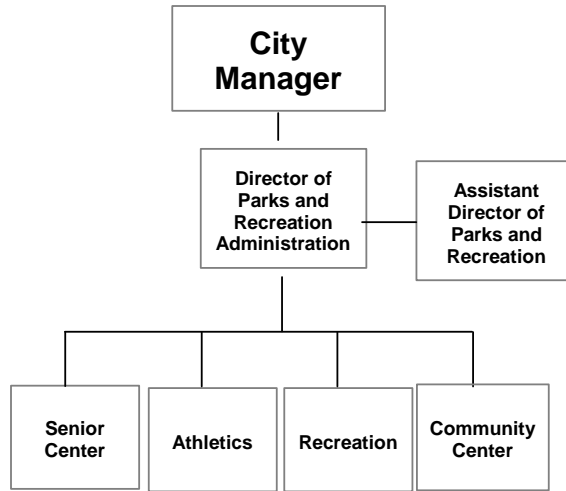 City
Manager
Director of
Parks and
Recreation
Administration
Assistant
Director of
Parks and
Recreation
Senior
Center
Athletics
Recreation
Community
Center